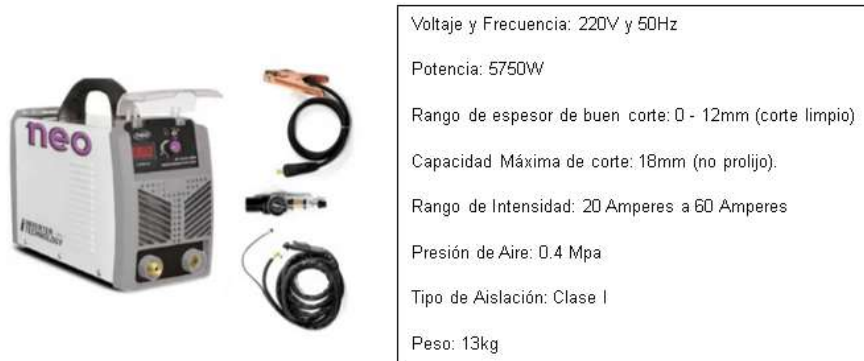 neo
INVERTER
TECHNOLOGY
Voltaje y Frecuencia: 220V y 50Hz
Potencia: 5750W
Rango de espesor de buen corte: 0 - 12mm (corte limpio)
Capacidad Máxima de corte: 18mm (no prolijo).
Rango de Intensidad: 20 Amperes a 60 Amperes
Presión de Aire: 0.4 Mpa
Tipo de Aislación: Clase I
Peso: 13kg